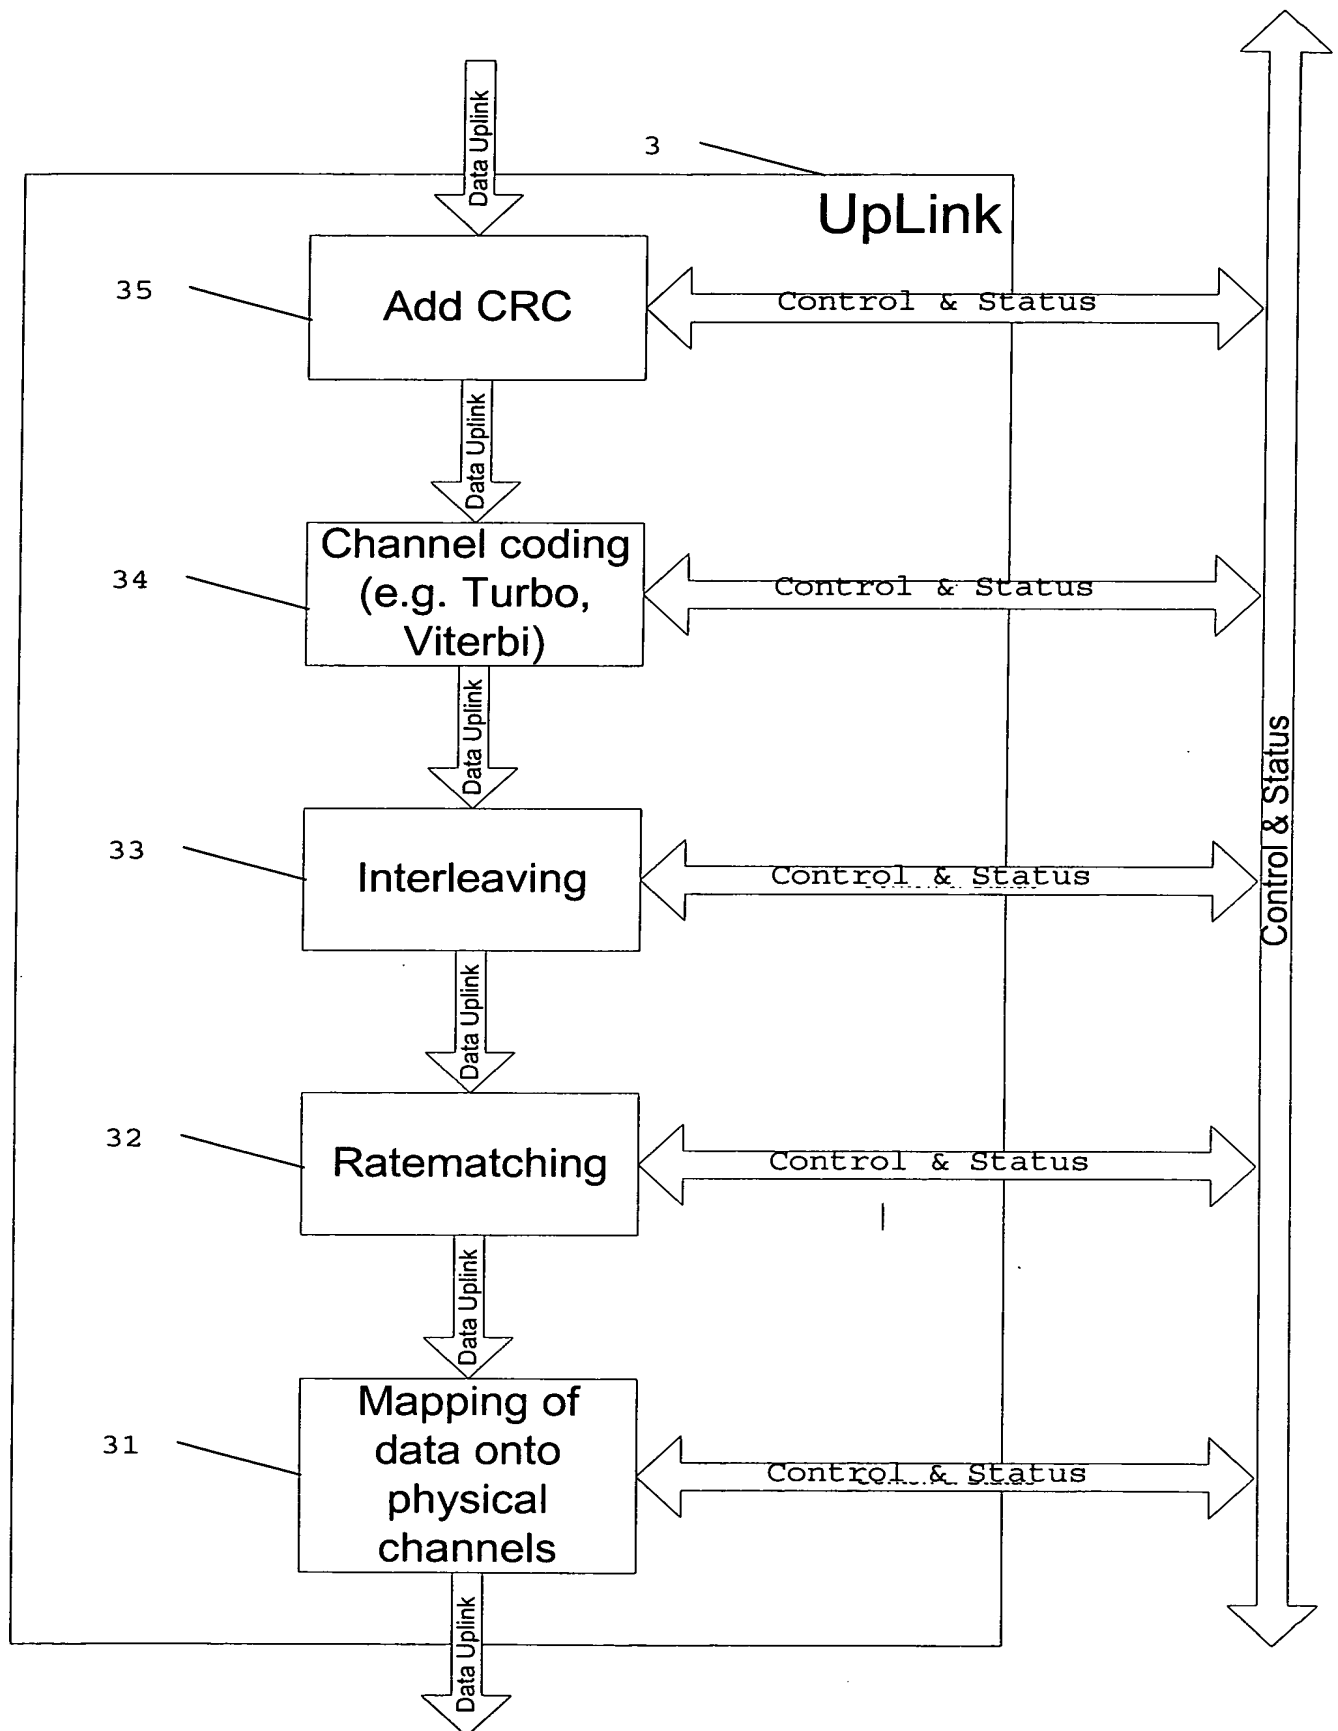 Data Uplink
3
UpLink
35
Add CRC
Control & Status
Data Uplink
34
Channel coding
(e.g. Turbo,
Viterbi)
Control & Status
Data Uplink
Control & Status
33
Interleaving
Control & Status
Data Uplink
32
Ratematching
Control & Status
Data Uplink
31
Mapping of
data onto
physical
channels
Control & Status
Data Uplink